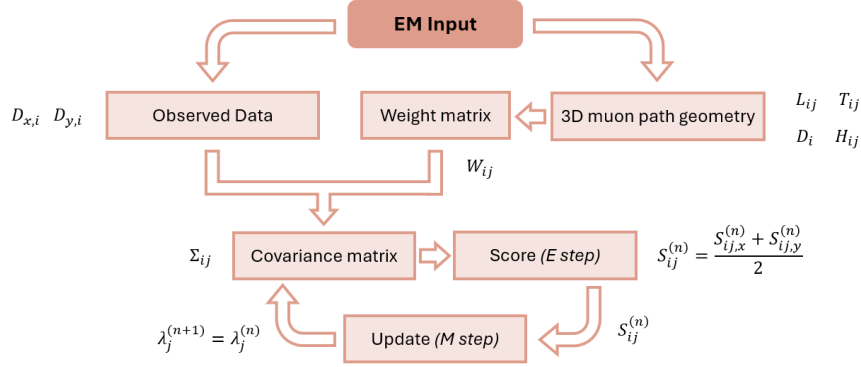 EM Input
D_{x,i} D_{y,i}
Observed Data
Weight matrix
3D muon path geometry
L_{ij} T_{ij}
D_i H_{ij}
W_{ij}
Σ_{ij}
Covariance matrix
Score (E step)
S_{ij}^{(n)} = \frac{S_{ij,x}^{(n)} + S_{ij,y}^{(n)}}{2}
λ_j^{(n+1)} = λ_j^{(n)}
Update (M step)
S_{ij}^{(n)}